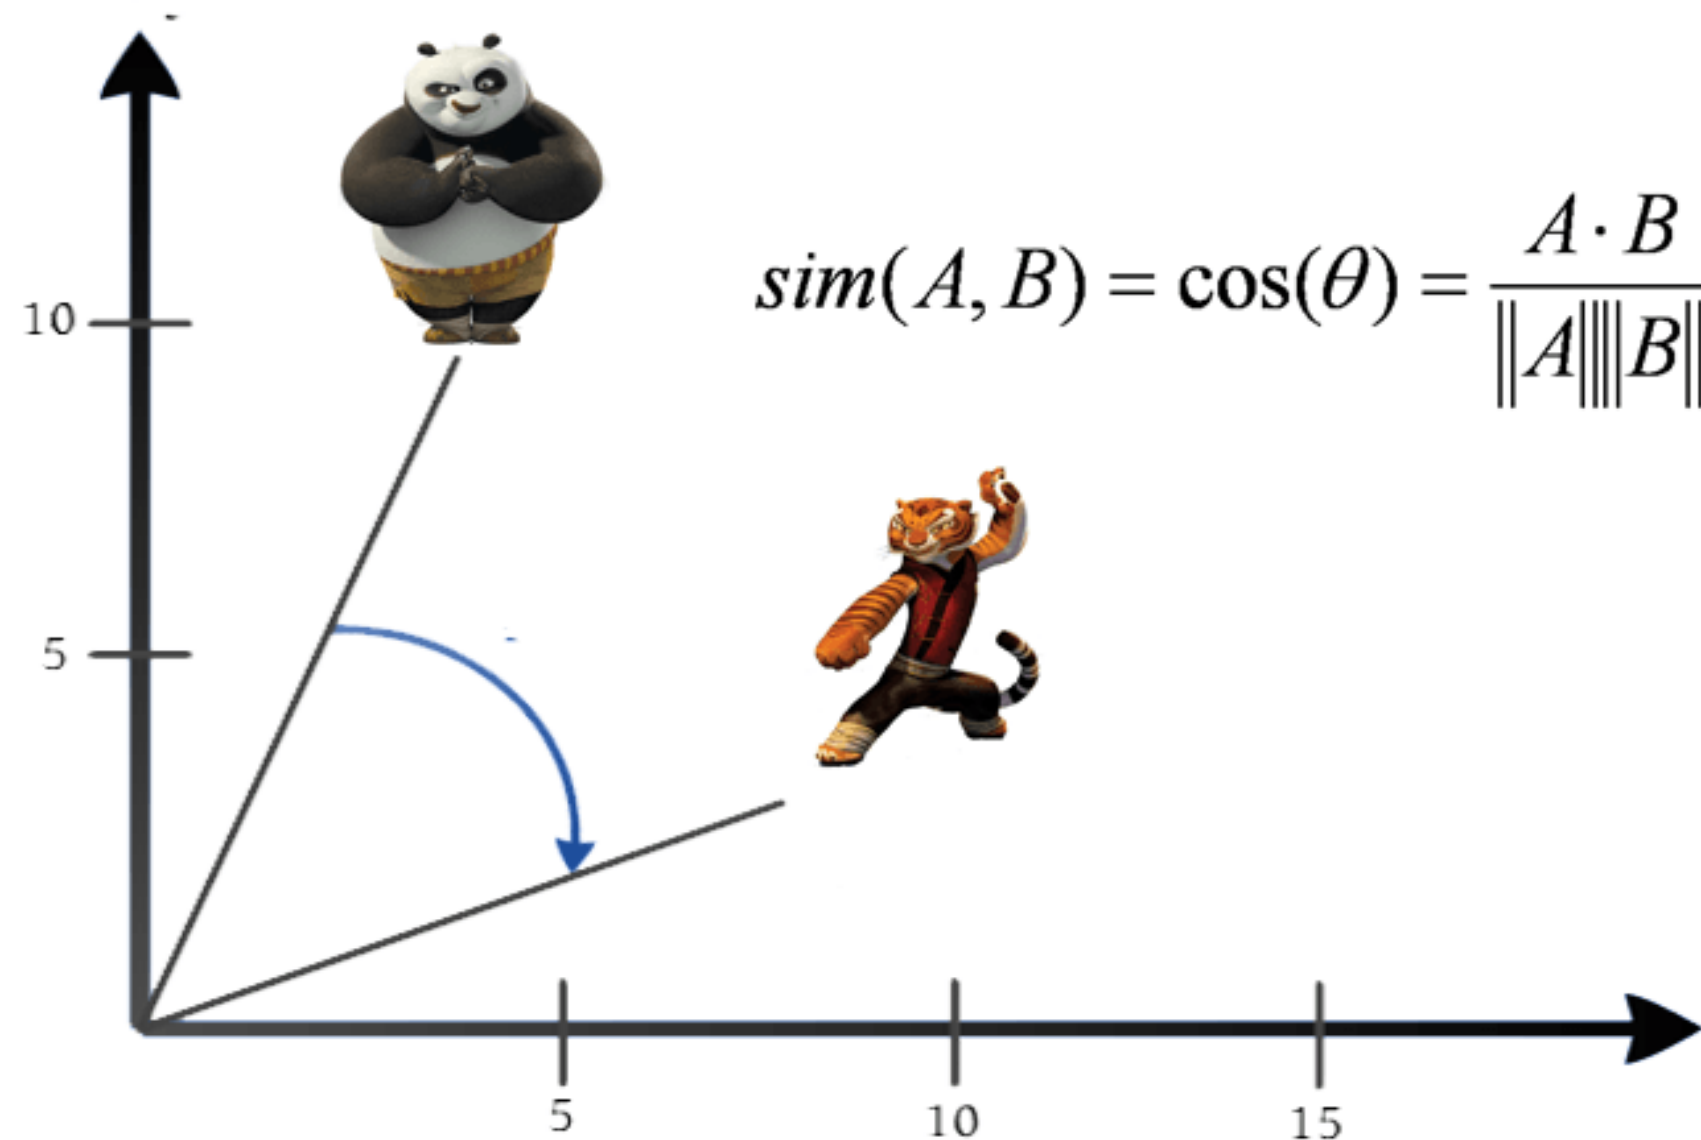 10
sim(A, B) = cos(θ) = A · B / ‖A‖‖B‖
5
5 10 15